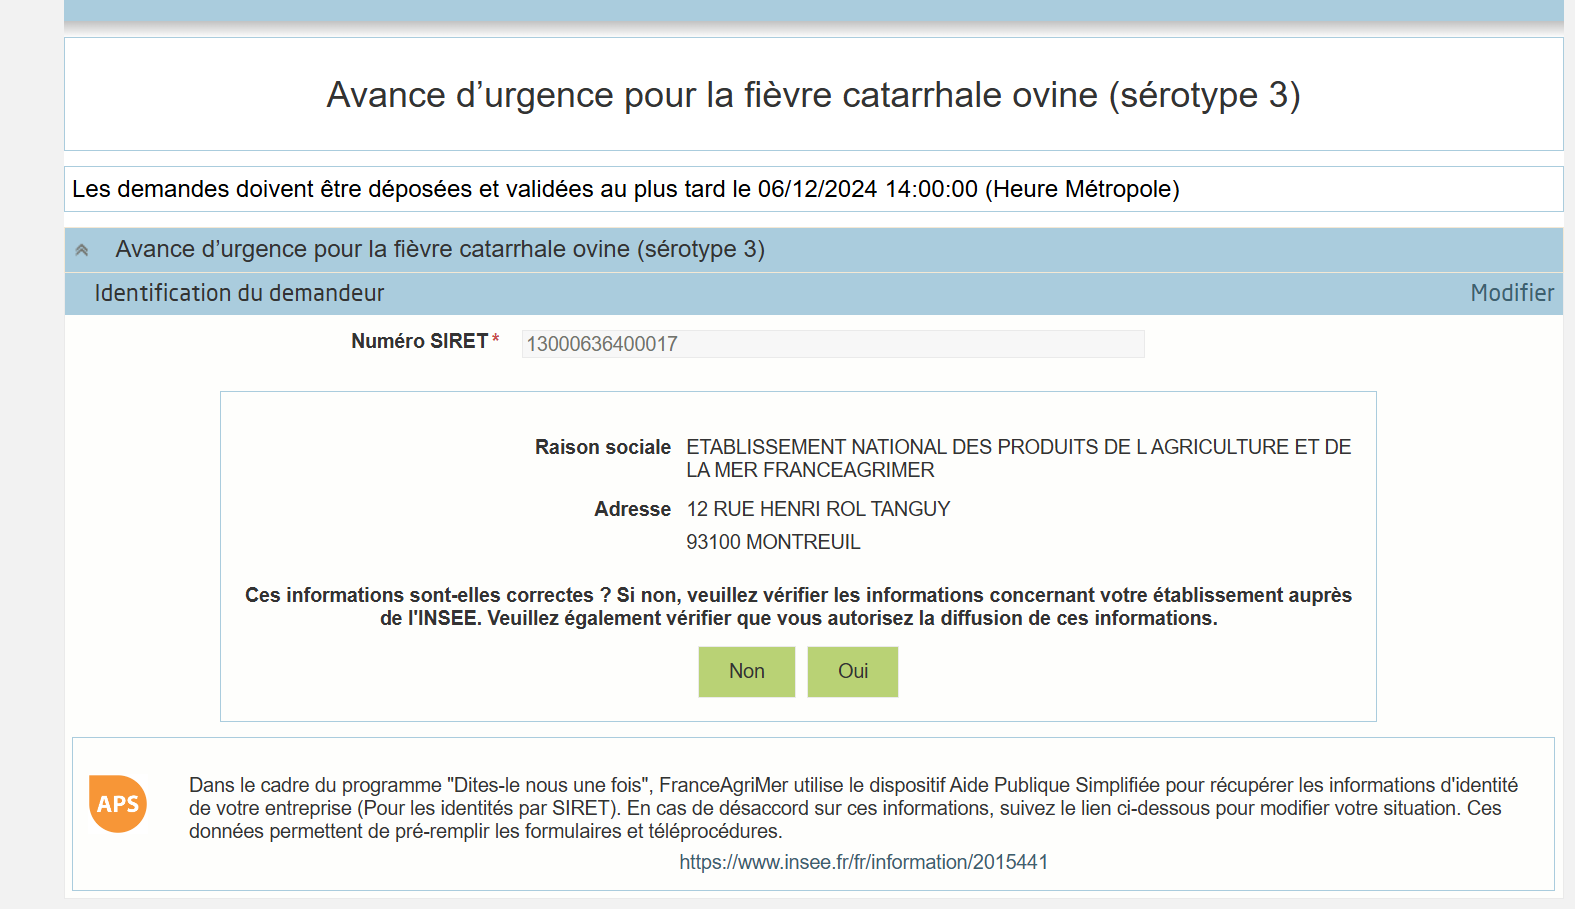 Avance d’urgence pour la fièvre catarrhale ovine (sérotype 3)
Les demandes doivent être déposées et validées au plus tard le 06/12/2024 14:00:00 (Heure Métropole)
Avance d’urgence pour la fièvre catarrhale ovine (sérotype 3)
Identification du demandeur Modifier
Numéro SIRET* 13000636400017
Raison sociale ETABLISSEMENT NATIONAL DES PRODUITS DE L AGRICULTURE ET DE
LA MER FRANCEAGRIMER
Adresse 12 RUE HENRI ROL TANGUY
93100 MONTREUIL
Ces informations sont-elles correctes ? Si non, veuillez vérifier les informations concernant votre établissement auprès
de l'INSEE. Veuillez également vérifier que vous autorisez la diffusion de ces informations.
Non Oui
Dans le cadre du programme "Dites-le nous une fois", FranceAgriMer utilise le dispositif Aide Publique Simplifiée pour récupérer les informations d'identité
APS de votre entreprise (Pour les identités par SIRET). En cas de désaccord sur ces informations, suivez le lien ci-dessous pour modifier votre situation. Ces
données permettent de pré-remplir les formulaires et téléprocédures.
https://www.insee.fr/fr/information/2015441